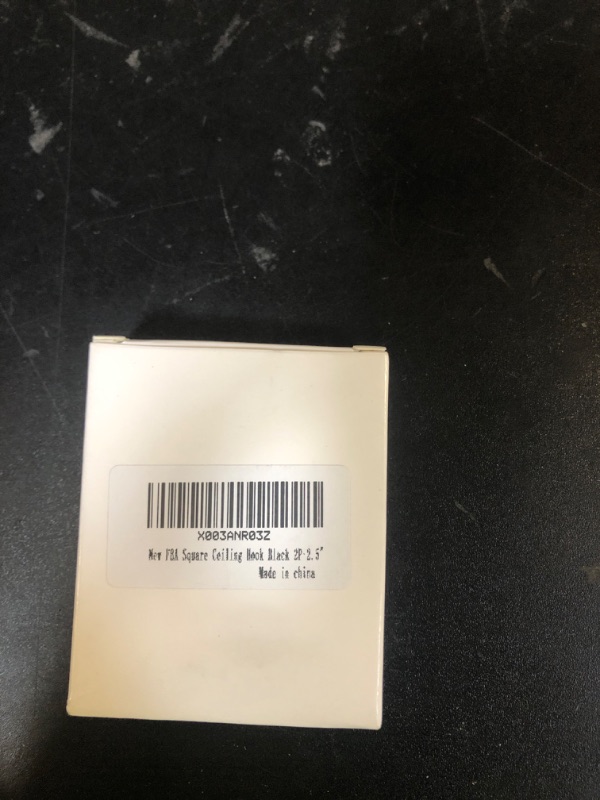 X003ANR03Z
New FBA Square Ceiling Hook Black 2P-2.5"
Made in china